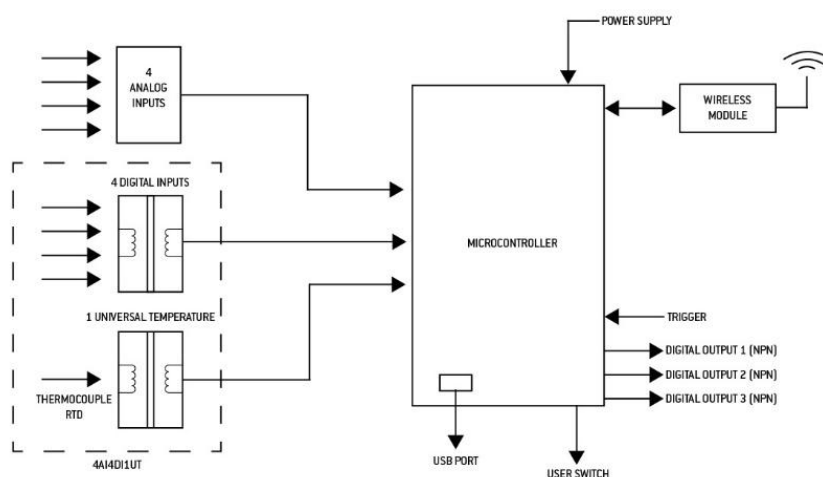 POWER SUPPLY
4
ANALOG
INPUTS
WIRELESS
MODULE
4 DIGITAL INPUTS
MICROCONTROLLER
1 UNIVERSAL TEMPERATURE
TRIGGER
DIGITAL OUTPUT 1 (NPN)
DIGITAL OUTPUT 2 (NPN)
DIGITAL OUTPUT 3 (NPN)
THERMOCOUPLE
RTD
4AI4DI1UT
USB PORT
USER SWITCH